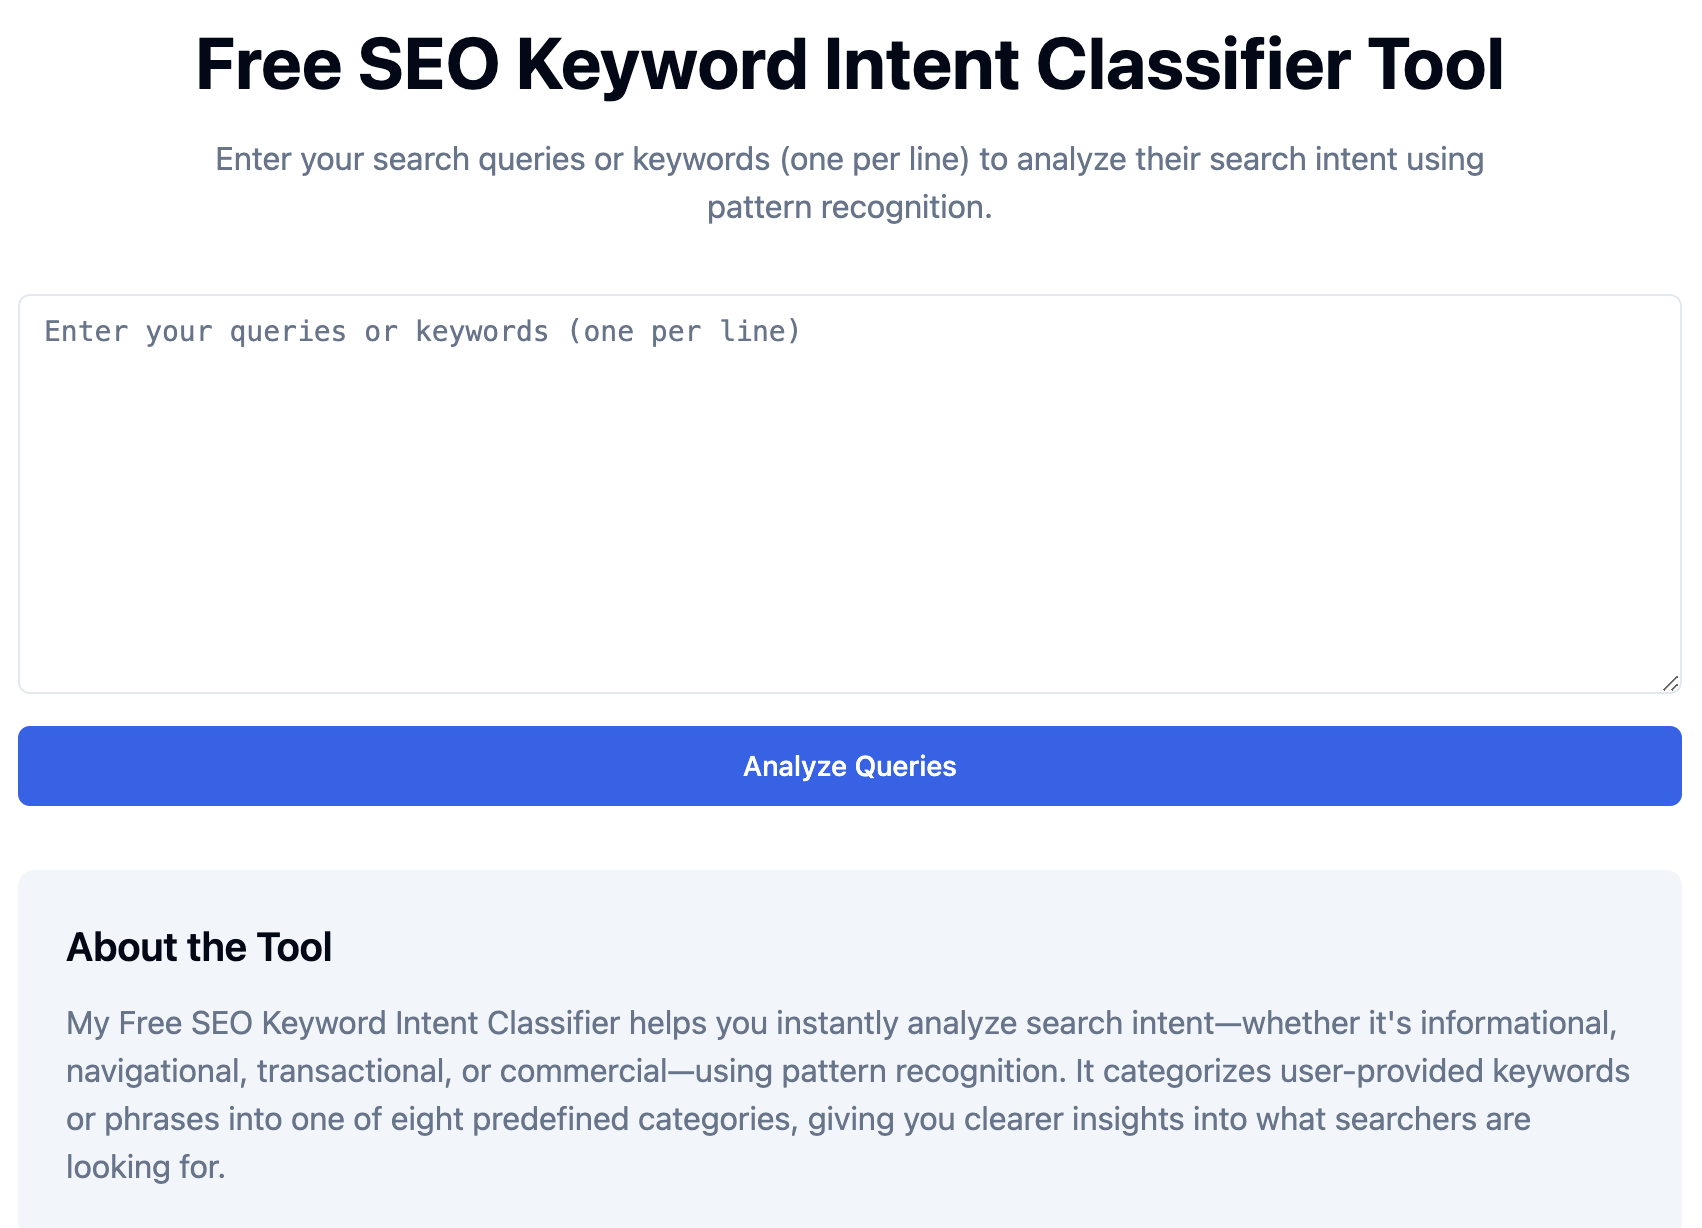 Free SEO Keyword Intent Classifier Tool
Enter your search queries or keywords (one per line) to analyze their search intent using
pattern recognition.
Enter your queries or keywords (one per line)
Analyze Queries
About the Tool
My Free SEO Keyword Intent Classifier helps you instantly analyze search intent—whether it's informational,
navigational, transactional, or commercial—using pattern recognition. It categorizes user-provided keywords
or phrases into one of eight predefined categories, giving you clearer insights into what searchers are
looking for.